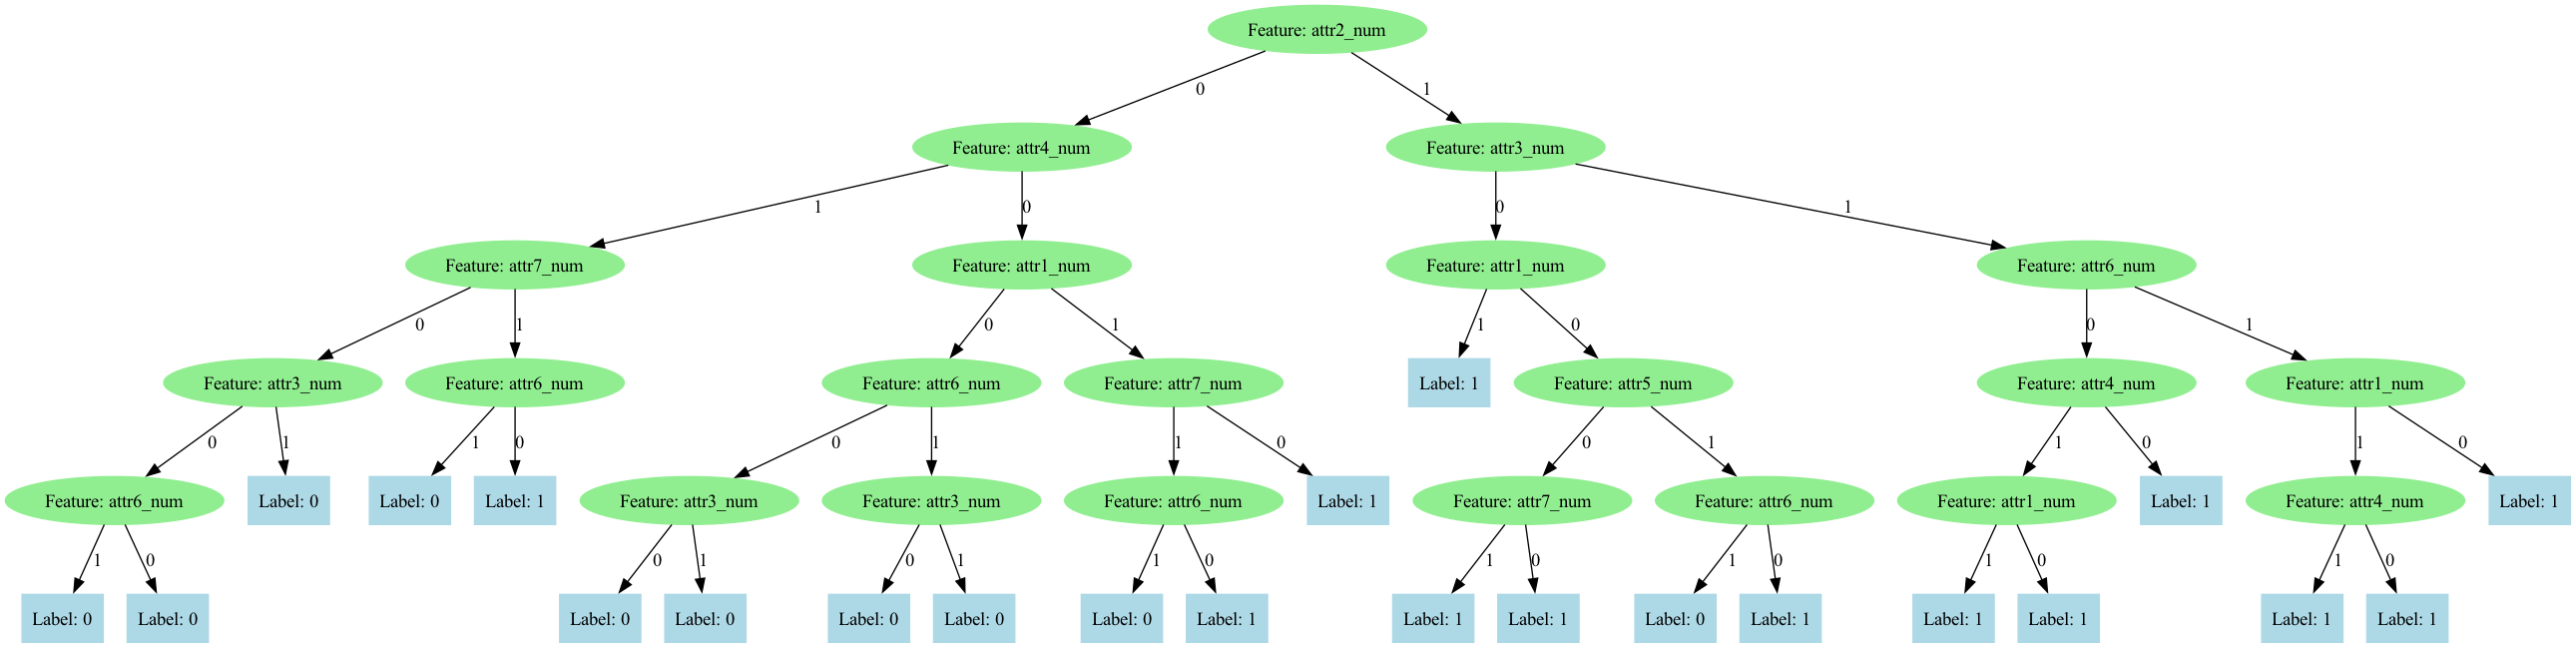 Feature: attr2_num
0
1
Feature: attr4_num
Feature: attr3_num
1
0
0
1
Feature: attr7_num
Feature: attr1_num
Feature: attr1_num
Feature: attr6_num
0
1
0
1
1
0
0
1
Feature: attr3_num
Feature: attr6_num
Feature: attr6_num
Feature: attr7_num
Label: 1
Feature: attr5_num
Feature: attr4_num
Feature: attr1_num
0
1
1
0
0
1
1
0
0
1
1
0
1
0
Feature: attr6_num
Label: 0
Label: 0
Label: 1
Feature: attr3_num
Feature: attr3_num
Feature: attr6_num
Label: 1
Feature: attr7_num
Feature: attr6_num
Feature: attr1_num
Label: 1
Feature: attr4_num
Label: 1
1
0
0
1
0
1
1
0
1
0
1
0
1
0
1
0
Label: 0
Label: 0
Label: 0
Label: 0
Label: 0
Label: 0
Label: 0
Label: 1
Label: 1
Label: 1
Label: 0
Label: 1
Label: 1
Label: 1
Label: 1
Label: 1